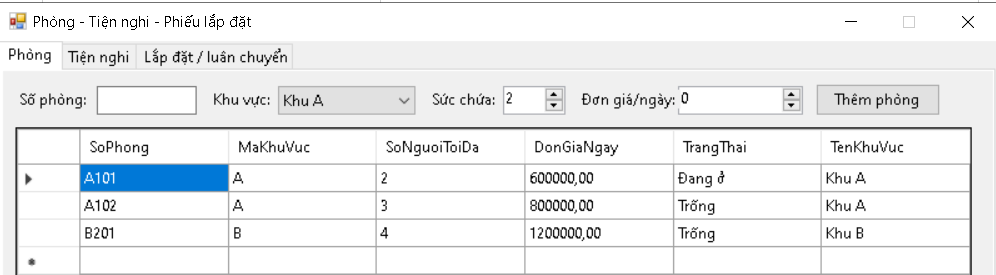 Phòng - Tiện nghi - Phiếu lắp đặt
Phòng Tiện nghi Lắp đặt / luân chuyển
Số phòng: Khu vực: Khu A Sức chứa: 2 Đơn giá/ngày: 0 Thêm phòng
SoPhong MaKhuVuc SoNguoiToiDa DonGiaNgay TrangThai TenKhuVuc
A101 A 2 600000,00 Đang ở Khu A
A102 A 3 800000,00 Trống Khu A
B201 B 4 1200000,00 Trống Khu B